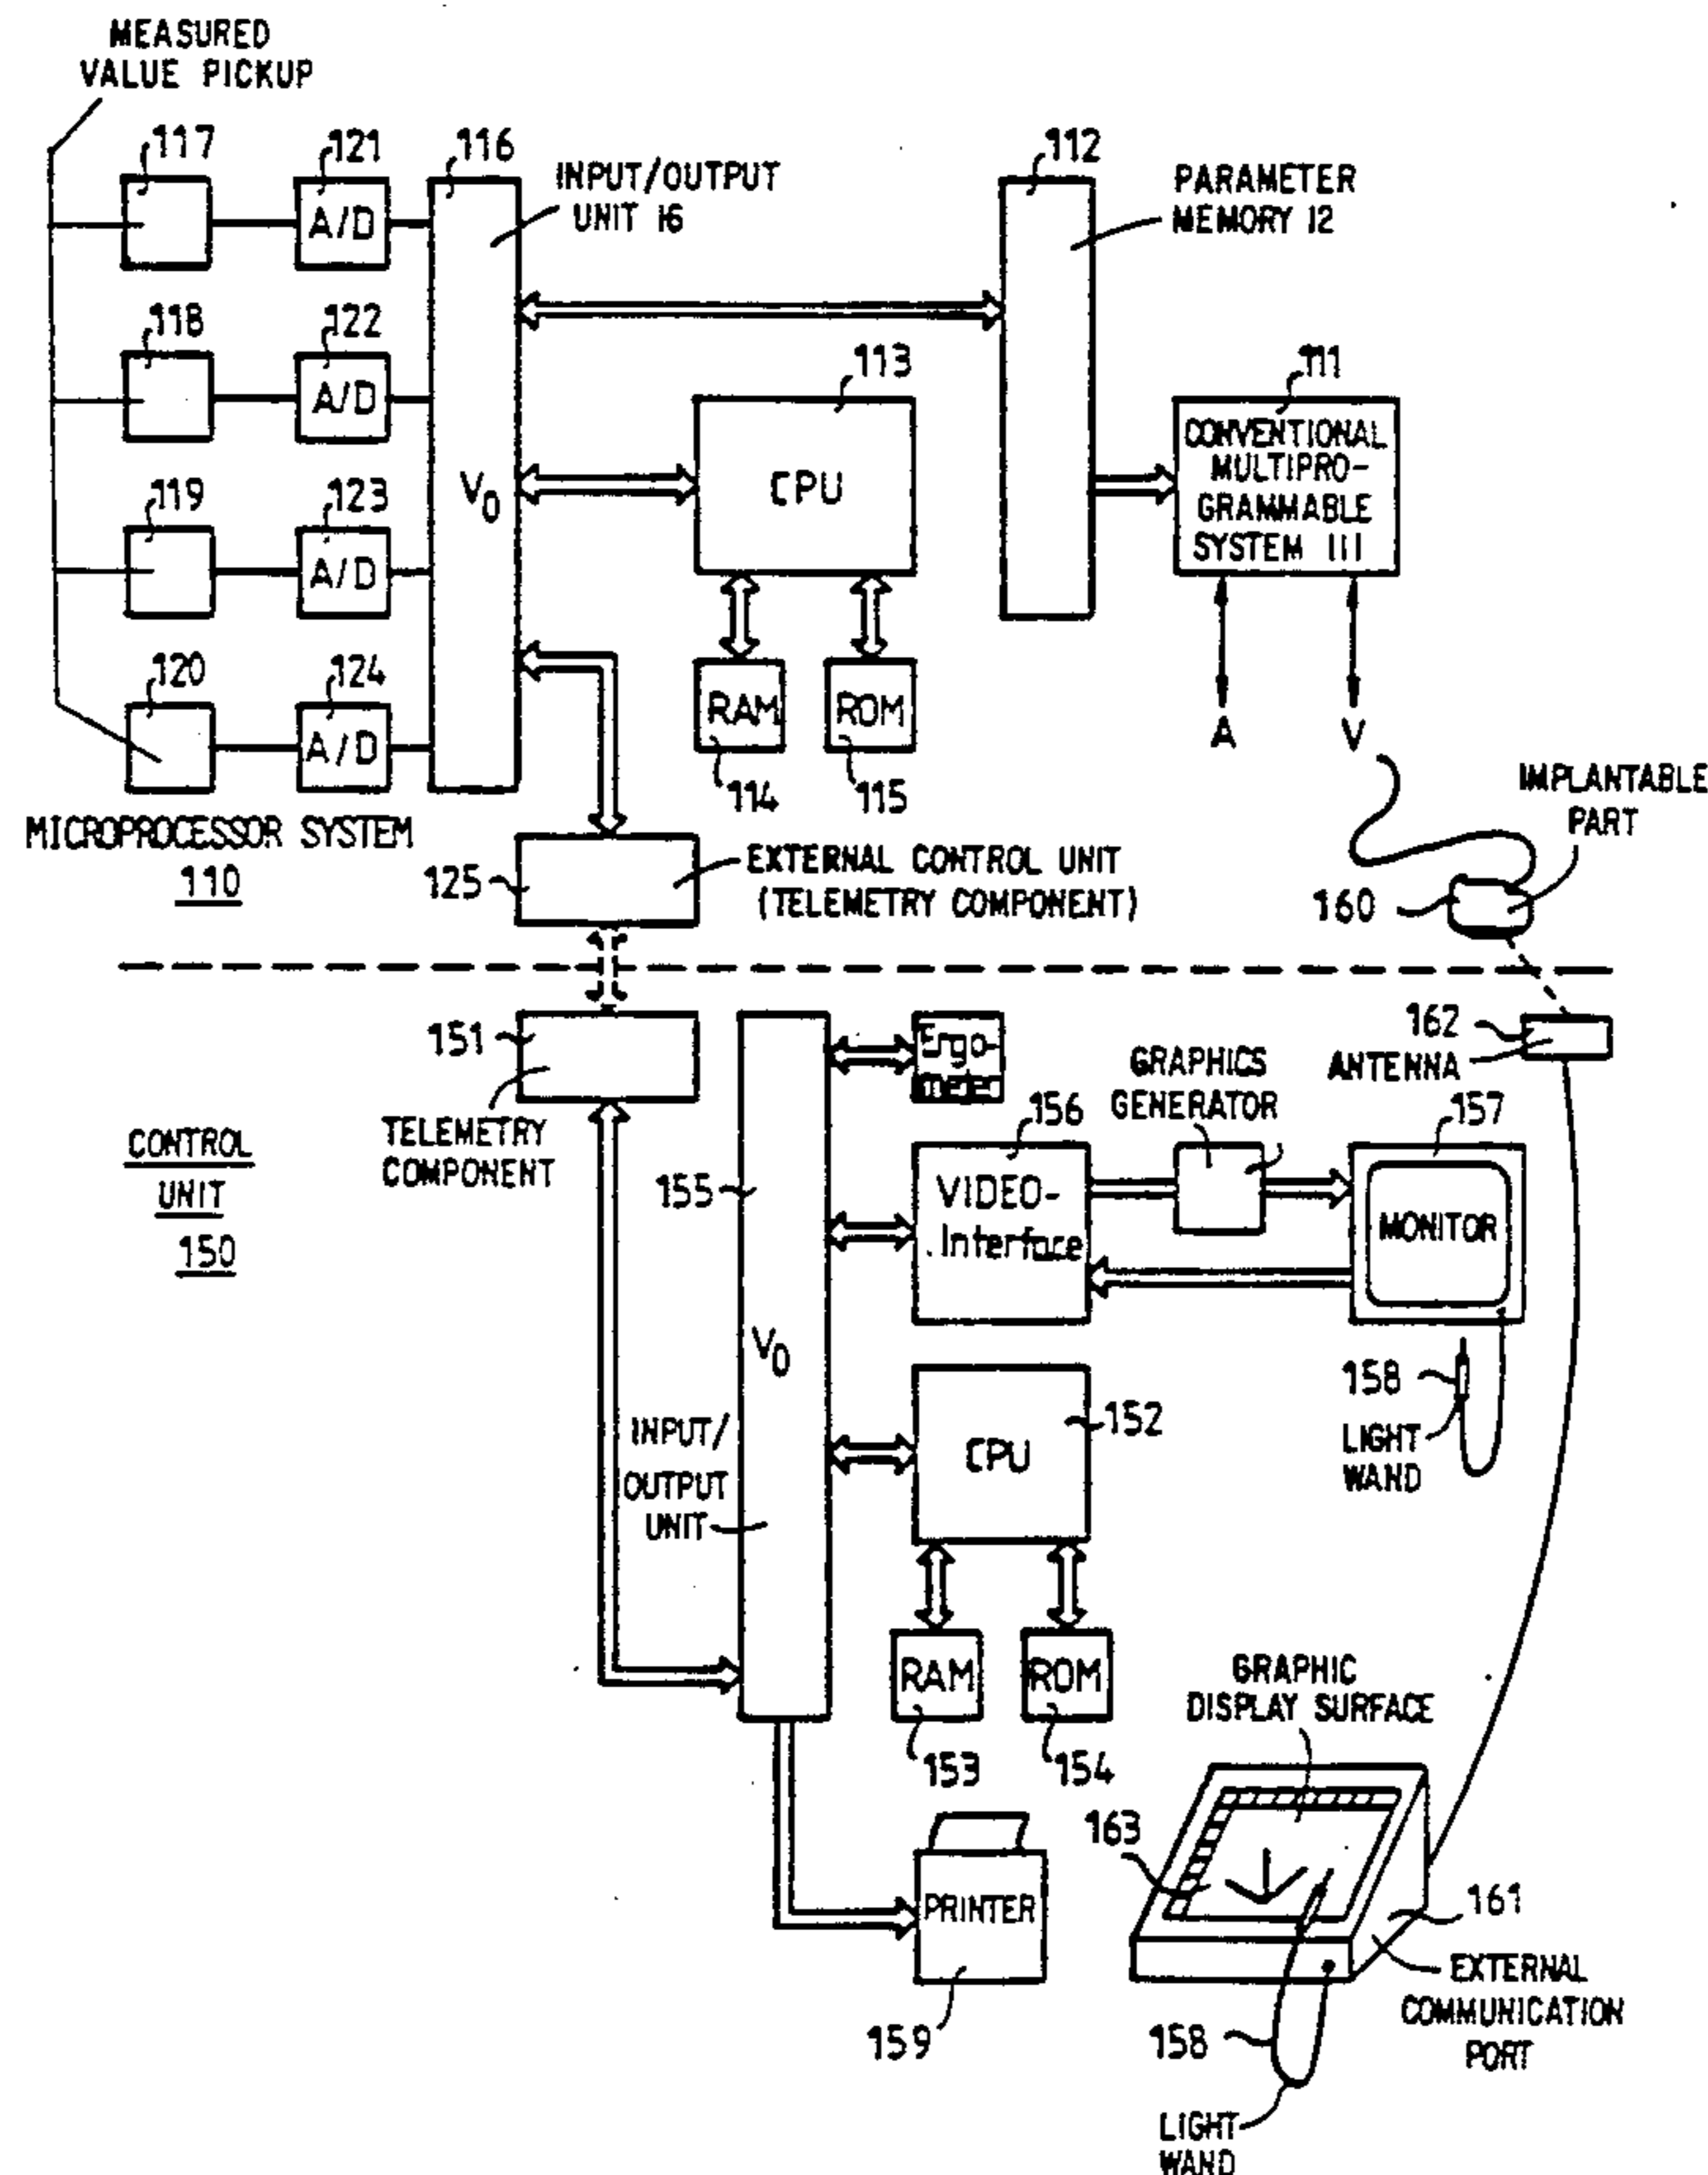 MEASURED
VALUE PICKUP
117
121
116
INPUT/OUTPUT
UNIT 16
112
PARAMETER
MEMORY 12
A/D
118
122
A/D
113
111
CONVENTIONAL
MULTIPRO-
GRAMMABLE
SYSTEM 111
119
123
A/D
V0
CPU
120
124
A/D
RAM
ROM
114
115
A
V
MICROPROCESSOR SYSTEM
110
125
EXTERNAL CONTROL UNIT
(TELEMETRY COMPONENT)
IMPLANTABLE
PART
160
151
TELEMETRY
COMPONENT
Ergo-
meter
162
ANTENNA
GRAPHICS
GENERATOR
156
157
CONTROL
UNIT
150
155
VIDEO-
Interface
MONITOR
V0
158
LIGHT
WAND
INPUT/
OUTPUT
UNIT
CPU
152
RAM
ROM
153
154
GRAPHIC
DISPLAY SURFACE
163
PRINTER
159
161
EXTERNAL
COMMUNICATION
PORT
158
LIGHT
WAND